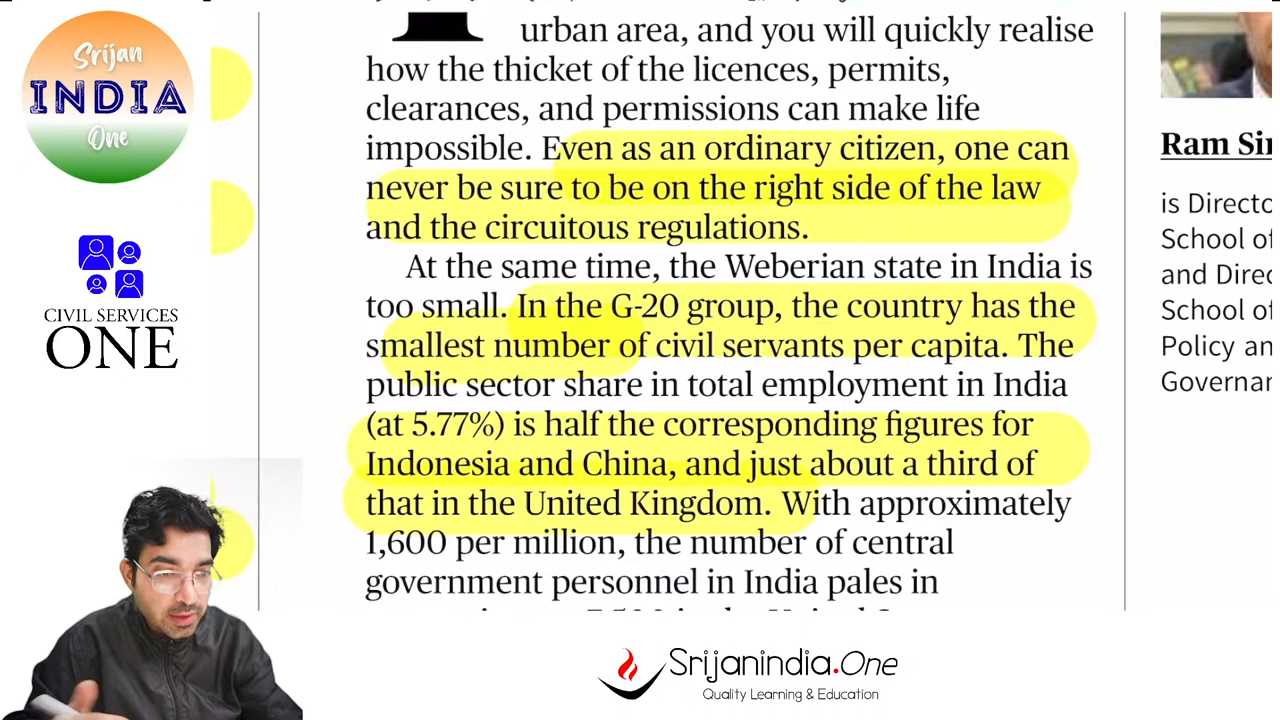 Srijan
INDIA
One
CIVIL SERVICES
ONE
urban area, and you will quickly realise
how the thicket of the licences, permits,
clearances, and permissions can make life
impossible. Even as an ordinary citizen, one can
never be sure to be on the right side of the law
and the circuitous regulations.
At the same time, the Weberian state in India is
too small. In the G-20 group, the country has the
smallest number of civil servants per capita. The
public sector share in total employment in India
(at 5.77%) is half the corresponding figures for
Indonesia and China, and just about a third of
that in the United Kingdom. With approximately
1,600 per million, the number of central
government personnel in India pales in
Ram
is
School of
and
School of
Policy
SrijanIndia.One
Quality Learning & Education